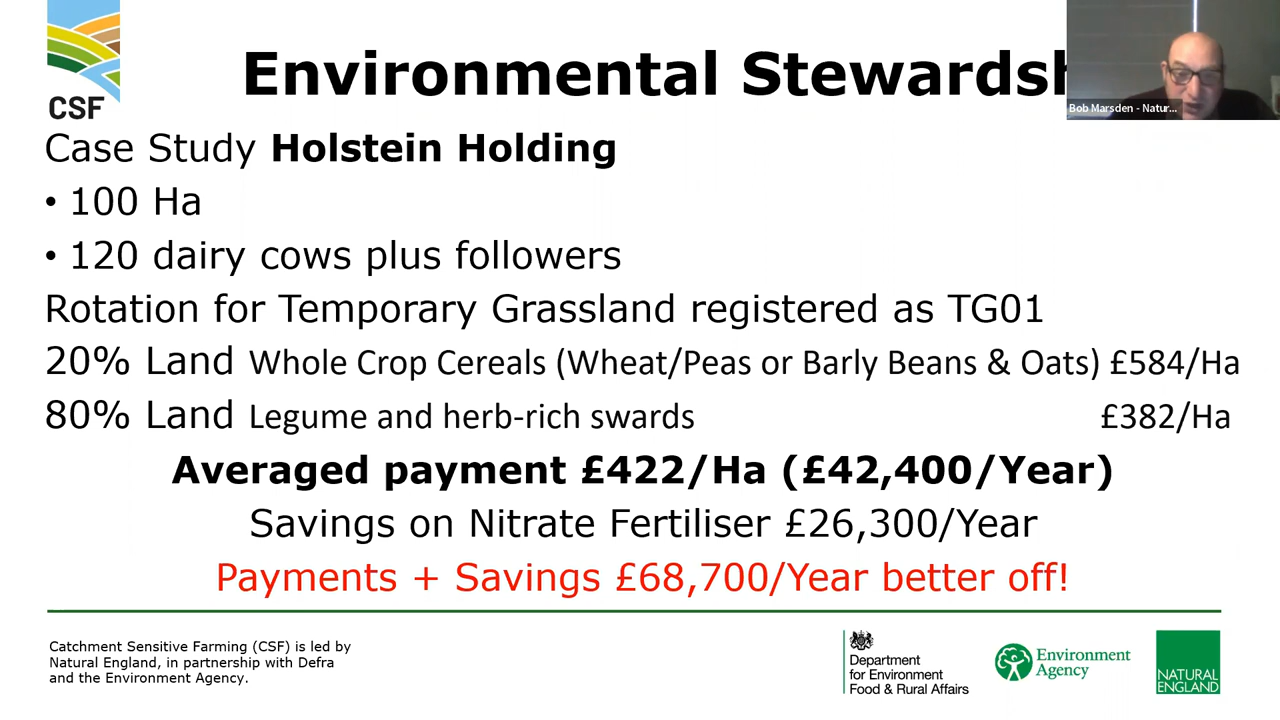 CSF
Environmental Stewardsh
Bob Marsden - Natur...
Case Study Holstein Holding
• 100 Ha
• 120 dairy cows plus followers
Rotation for Temporary Grassland registered as TG01
20% Land Whole Crop Cereals (Wheat/Peas or Barly Beans & Oats) £584/Ha
80% Land Legume and herb-rich swards £382/Ha
Averaged payment £422/Ha (£42,400/Year)
Savings on Nitrate Fertiliser £26,300/Year
Payments + Savings £68,700/Year better off!
Catchment Sensitive Farming (CSF) is led by
Natural England, in partnership with Defra
and the Environment Agency.
Department
for Environment
Food & Rural Affairs
Environment
Agency
NATURAL
ENGLAND